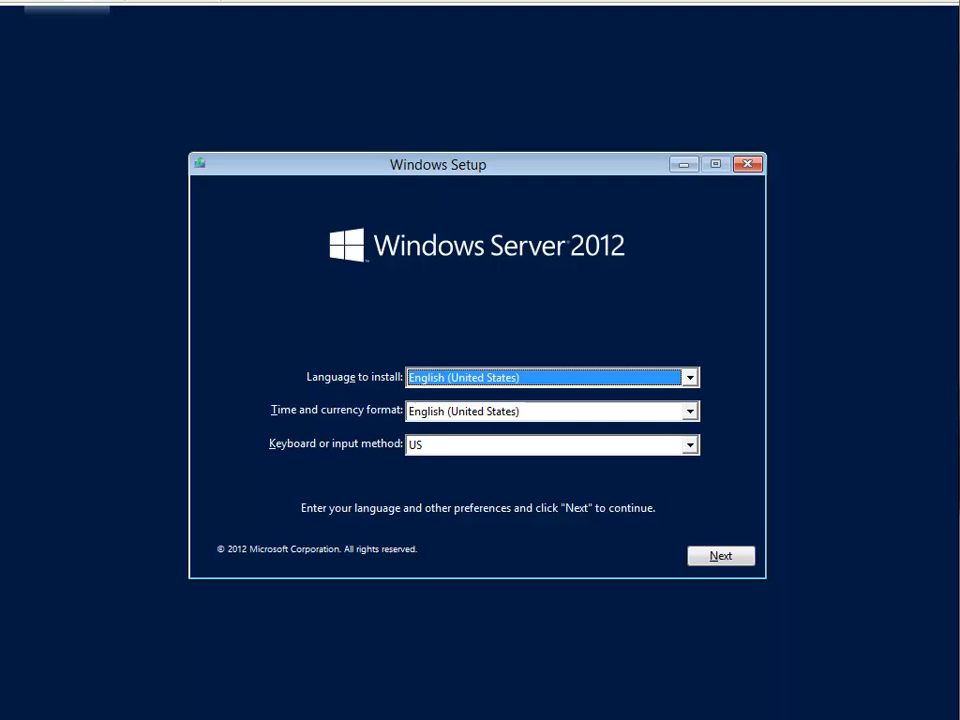 Windows Setup
Windows Server 2012
Language to install: English (United States)
Time and currency format: English (United States)
Keyboard or input method: US
Enter your language and other preferences and click "Next" to continue.
© 2012 Microsoft Corporation. All rights reserved.
Next